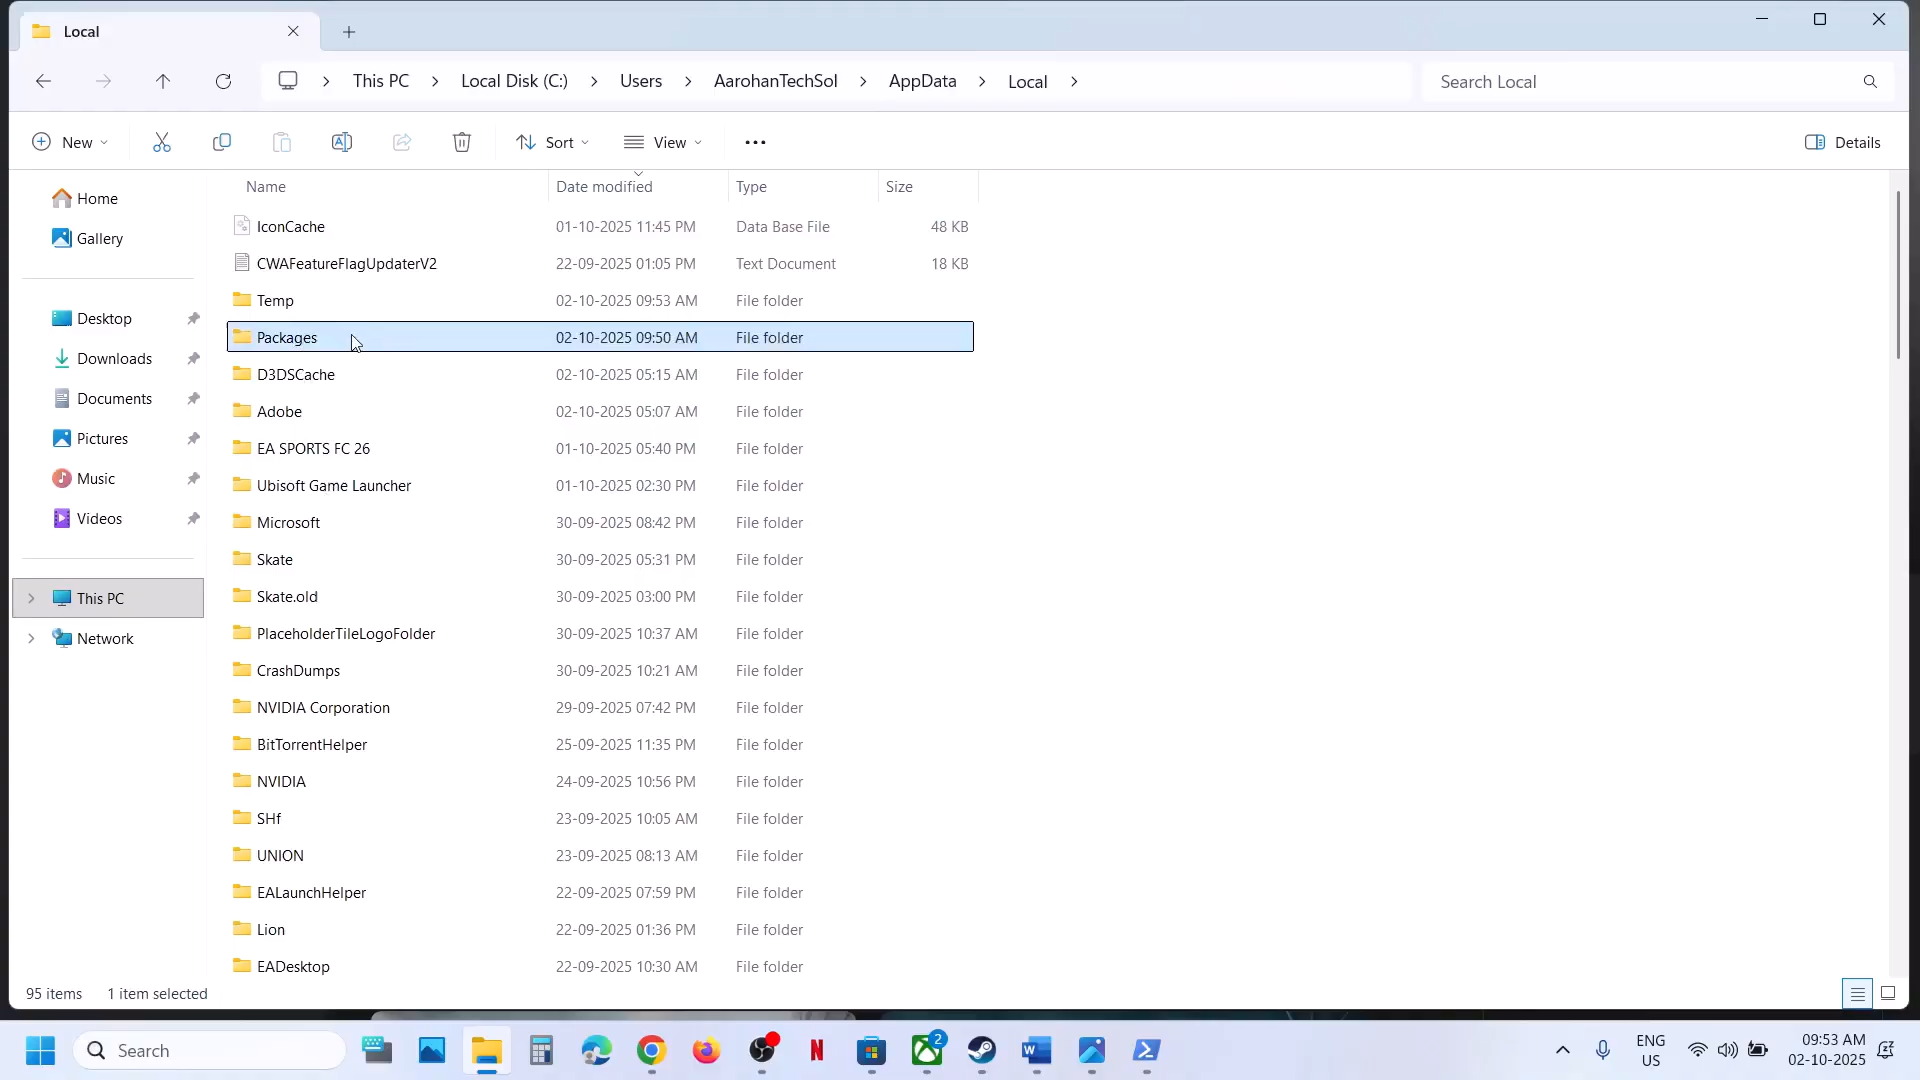 Local
This PC
Local Disk (C:)
Users
AarohanTechSol
AppData
Local
Search Local
New
Sort
View
Details
Home
Gallery
Desktop
Downloads
Documents
Pictures
Music
Videos
This PC
Network
Name Date modified Type Size
IconCache 01-10-2025 11:45 PM Data Base File 48 KB
CWAFeatureFlagUpdaterV2 22-09-2025 01:05 PM Text Document 18 KB
Temp 02-10-2025 09:53 AM File folder
Packages 02-10-2025 09:50 AM File folder
D3DSCache 02-10-2025 05:15 AM File folder
Adobe 02-10-2025 05:07 AM File folder
EA SPORTS FC 26 01-10-2025 05:40 PM File folder
Ubisoft Game Launcher 01-10-2025 02:30 PM File folder
Microsoft 30-09-2025 08:42 PM File folder
Skate 30-09-2025 05:31 PM File folder
Skate.old 30-09-2025 03:00 PM File folder
PlaceholderTileLogoFolder 30-09-2025 10:37 AM File folder
CrashDumps 30-09-2025 10:21 AM File folder
NVIDIA Corporation 29-09-2025 07:42 PM File folder
BitTorrentHelper 25-09-2025 11:35 PM File folder
NVIDIA 24-09-2025 10:56 PM File folder
SHf 23-09-2025 10:05 AM File folder
UNION 23-09-2025 08:13 AM File folder
EALaunchHelper 22-09-2025 07:59 PM File folder
Lion 22-09-2025 01:36 PM File folder
EADesktop 22-09-2025 10:30 AM File folder
95 items 1 item selected
Search
2
ENG
US
09:53 AM
02-10-2025